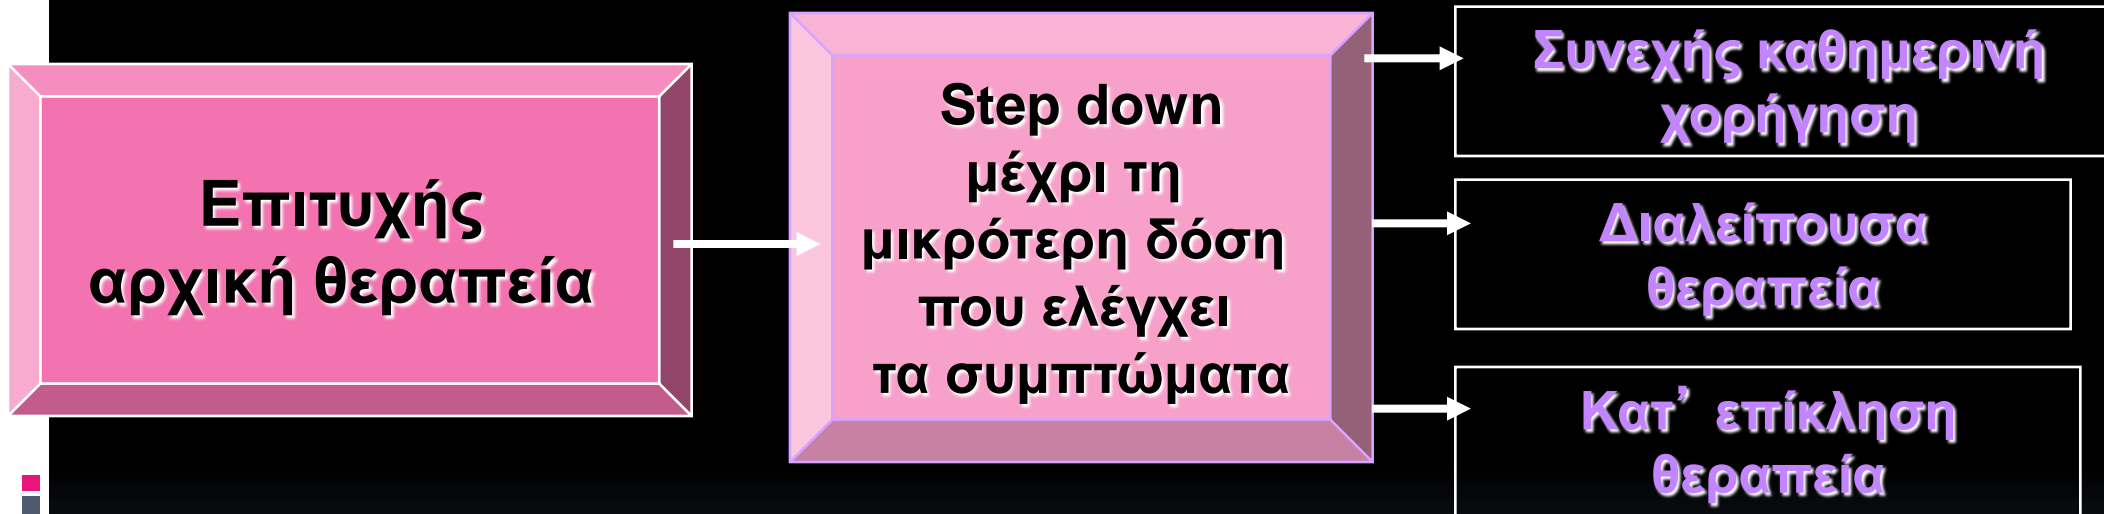 Επιτυχής
αρχική θεραπεία
Step down
μέχρι τη
μικρότερη δόση
που ελέγχει
τα συμπτώματα
Συνεχής καθημερινή
χορήγηση
Διαλείπουσα
θεραπεία
Κατ’ επίκληση
θεραπεία